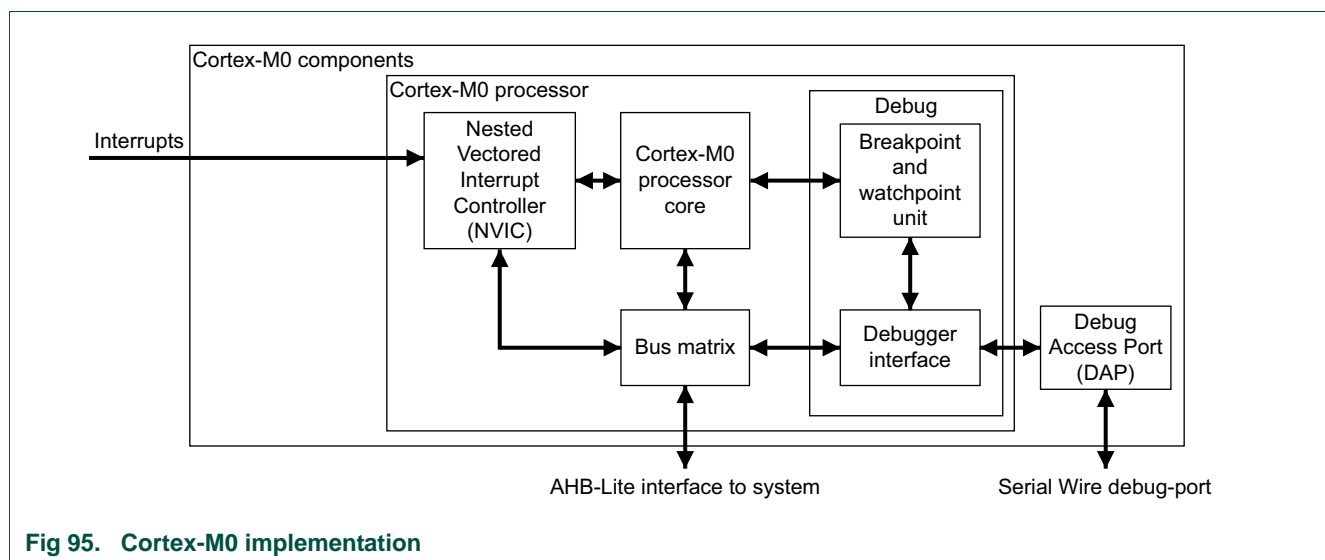 Cortex-M0 components
Cortex-M0 processor
Debug
Interrupts
Nested
Vectored
Interrupt
Controller
(NVIC)
Cortex-M0
processor
core
Breakpoint
and
watchpoint
unit
Bus matrix
Debugger
interface
Debug
Access Port
(DAP)
AHB-Lite interface to system
Serial Wire debug-port
Fig 95. Cortex-M0 implementation